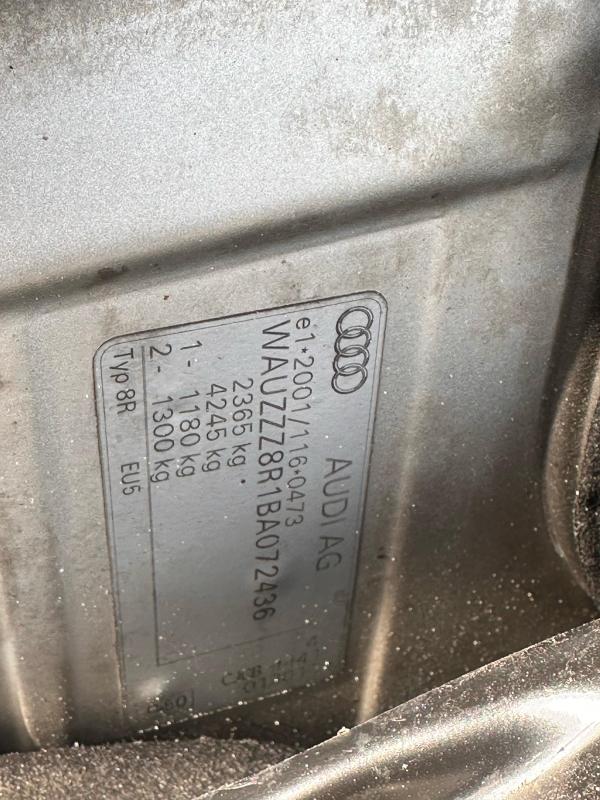 AUDI AG
e1*2001/116*0473
WAUZZZ8R1BA072436
2365 kg
4245 kg
1 - 1180 kg
2 - 1300 kg
Typ 8R EU5